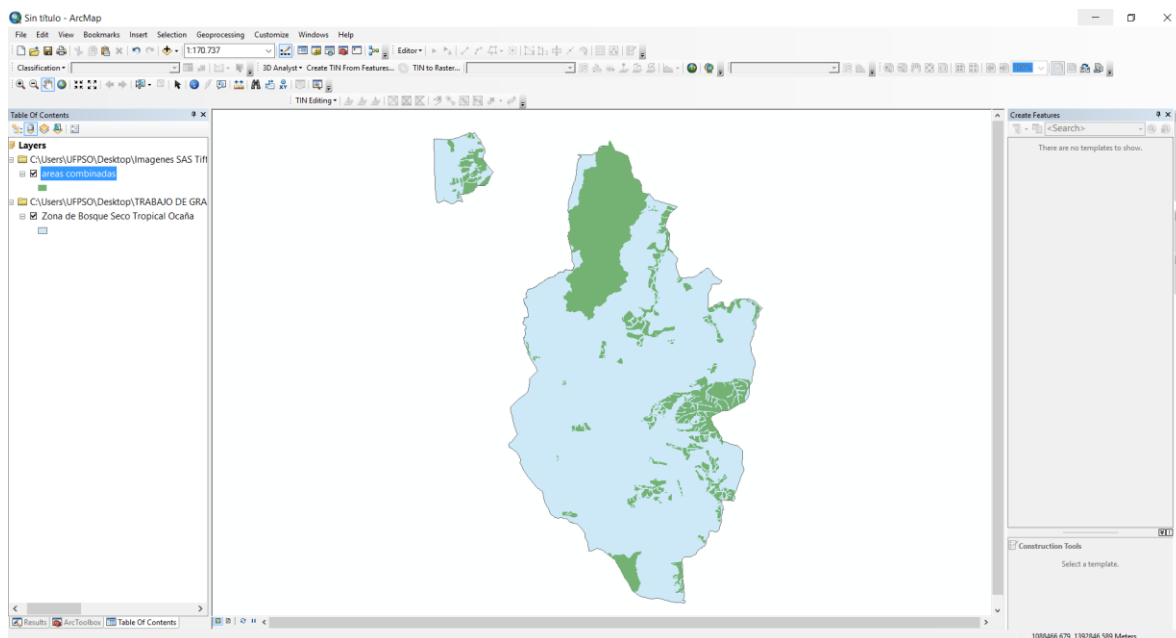 Sin título - ArcMap
File Edit View Bookmarks Insert Selection Geoprocessing Customize Windows Help
1:170.737 Editor
Classification 3D Analyst Create TIN From Features... TIN to Raster...
TIN Editing
Table Of Contents
Create Features
<Search>
There are no templates to show.
Layers
C:\Users\UFPSO\Desktop\Imagenes SAS Tiff
areas combinadas
C:\Users\UFPSO\Desktop\TRABAJO DE GRA
Zona de Bosque Seco Tropical Ocaña
Construction Tools
Select a template.
Results ArcToolbox Table Of Contents
1088466,679 1392846,589 Meters